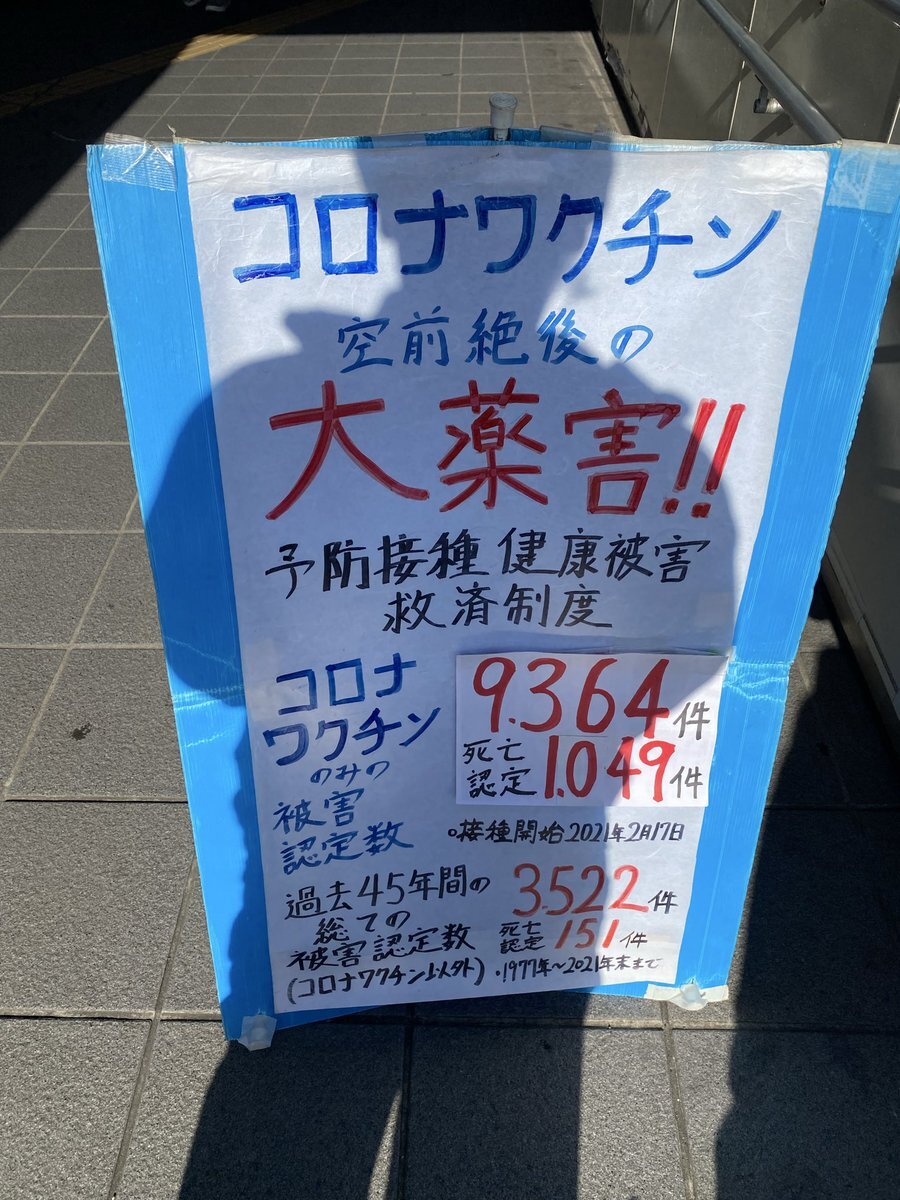 コロナワクチン
空前絶後の
大薬害!!
予防接種健康被害
救済制度
コロナ
ワクチン
のみの
被害
認定数
9.364件
死亡
認定 1.049件
•接種開始2021年2月17日
過去45年間の
総ての
被害認定数
(コロナワクチン以外)
3.522件
死亡
認定 151件
•1977年〜2021年末まで